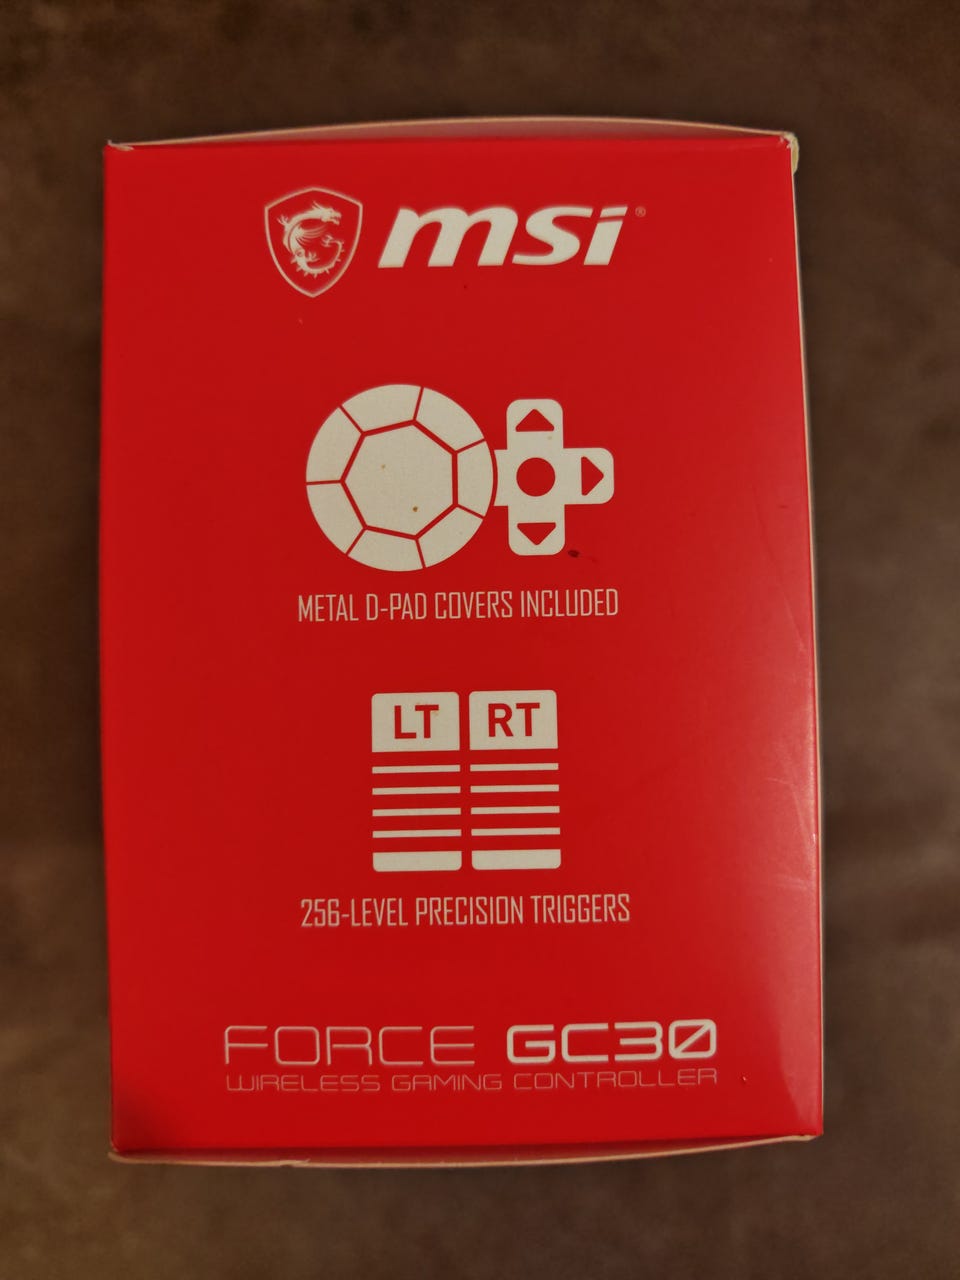 msi®
METAL D-PAD COVERS INCLUDED
LT RT
256-LEVEL PRECISION TRIGGERS
FORCE GC30
WIRELESS GAMING CONTROLLER